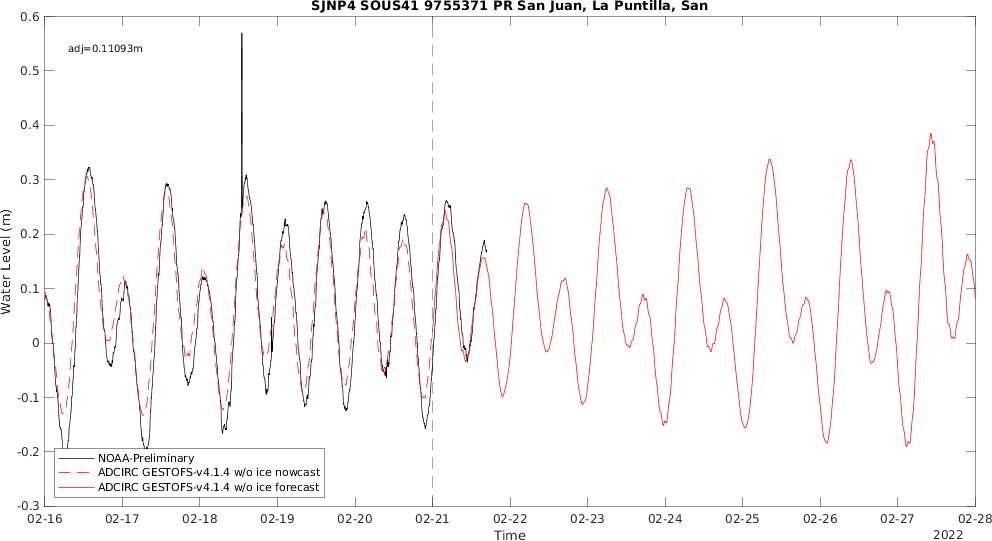 SJNP4 SOUS41 9755371 PR San Juan, La Puntilla, San
0.6
adj=0.11093m
0.5
0.4
0.3
0.2
0.1
0
-0.1
-0.2
-0.3
Water Level (m)
NOAA-Preliminary
ADCIRC GESTOFS-v4.1.4 w/o ice nowcast
ADCIRC GESTOFS-v4.1.4 w/o ice forecast
02-16 02-17 02-18 02-19 02-20 02-21 02-22 02-23 02-24 02-25 02-26 02-27 02-28
Time
2022